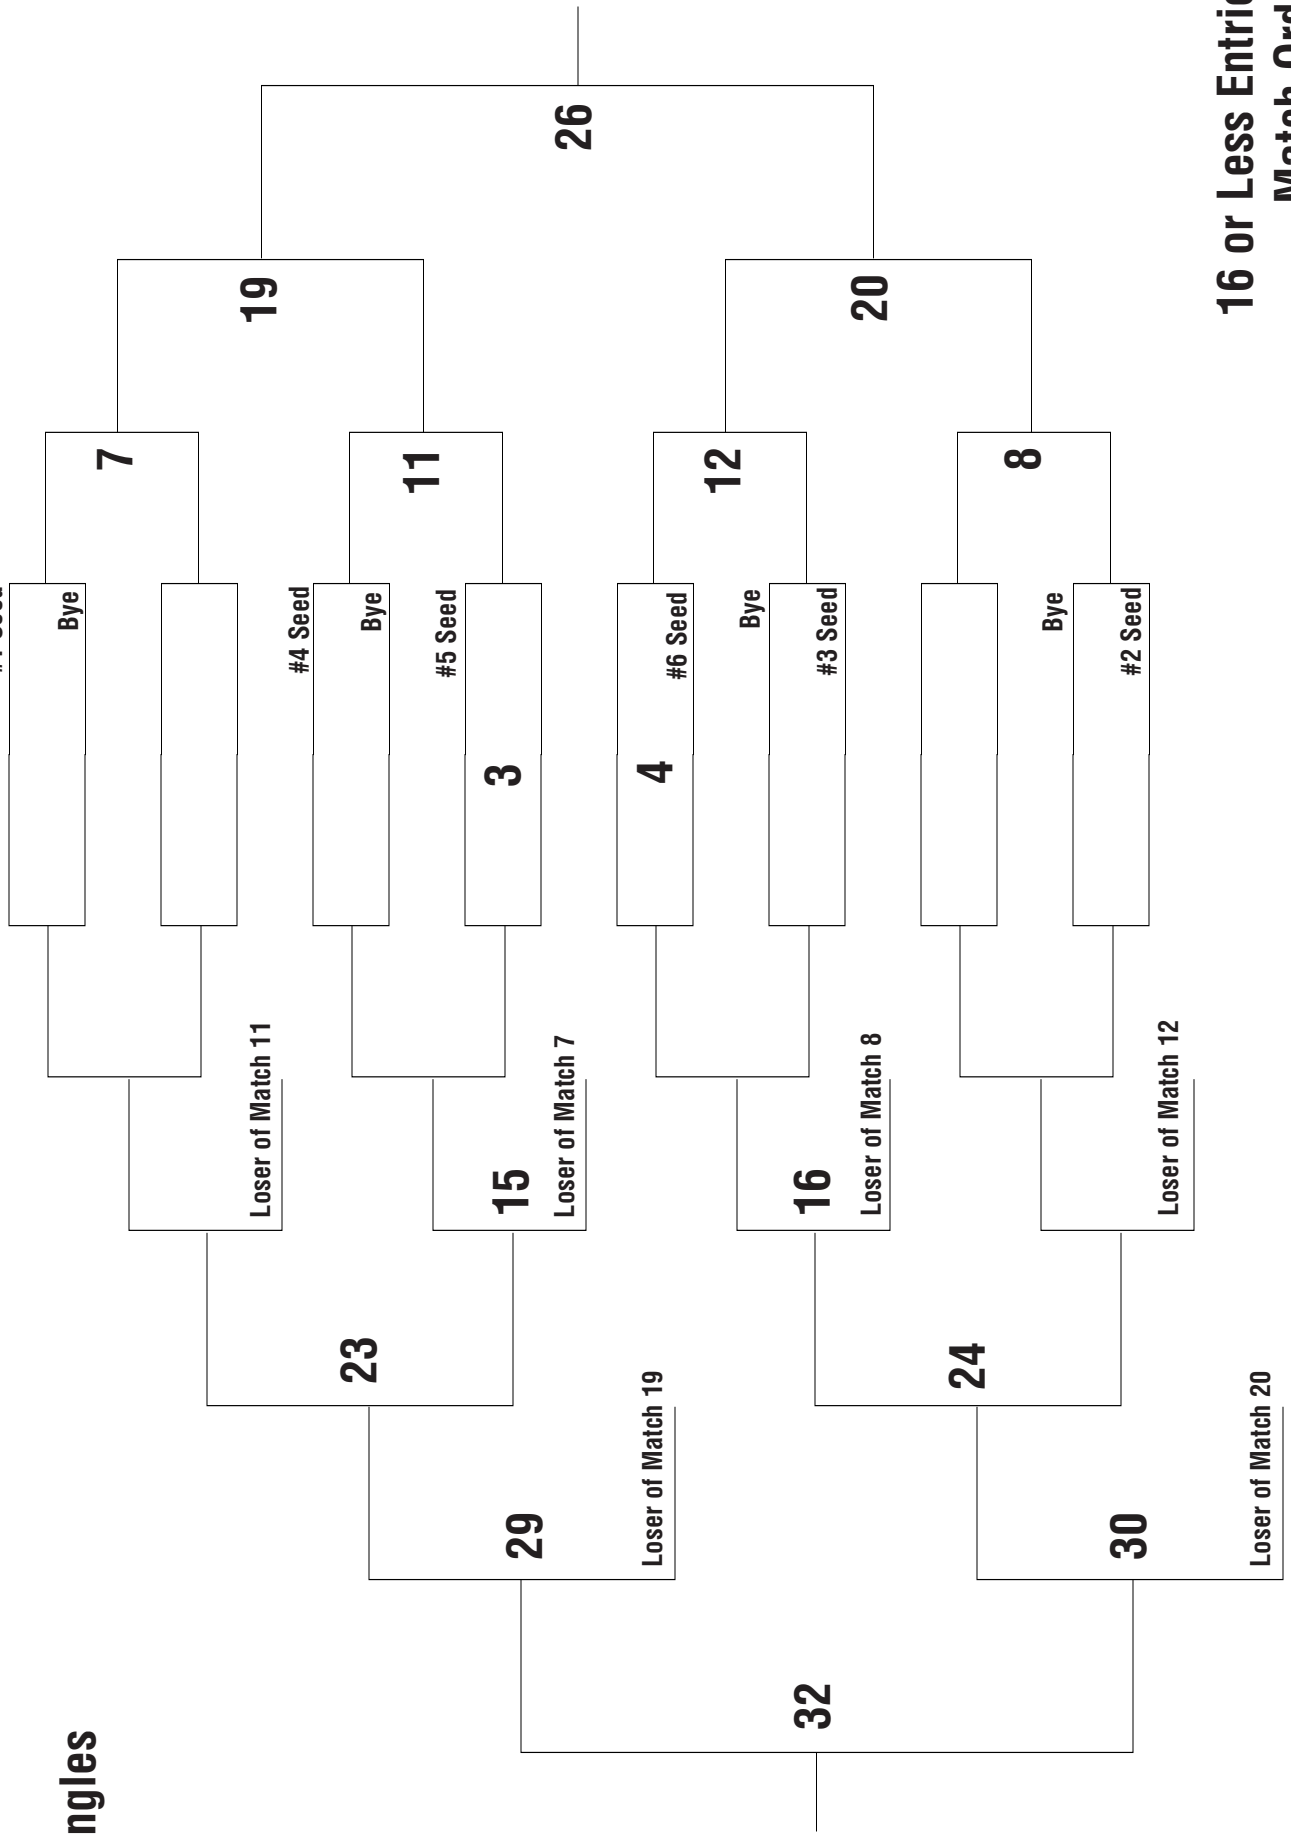 ngles
Bye
7
Loser of Match 11
19
#4 Seed
23
Bye
11
#5 Seed
3
15
29
Loser of Match 7
26
Loser of Match 19
4
#6 Seed
12
Bye
32
16
#3 Seed
Loser of Match 8
20
24
8
Bye
30
#2 Seed
Loser of Match 12
16 or Less Entrie
Loser of Match 20
Match Ord